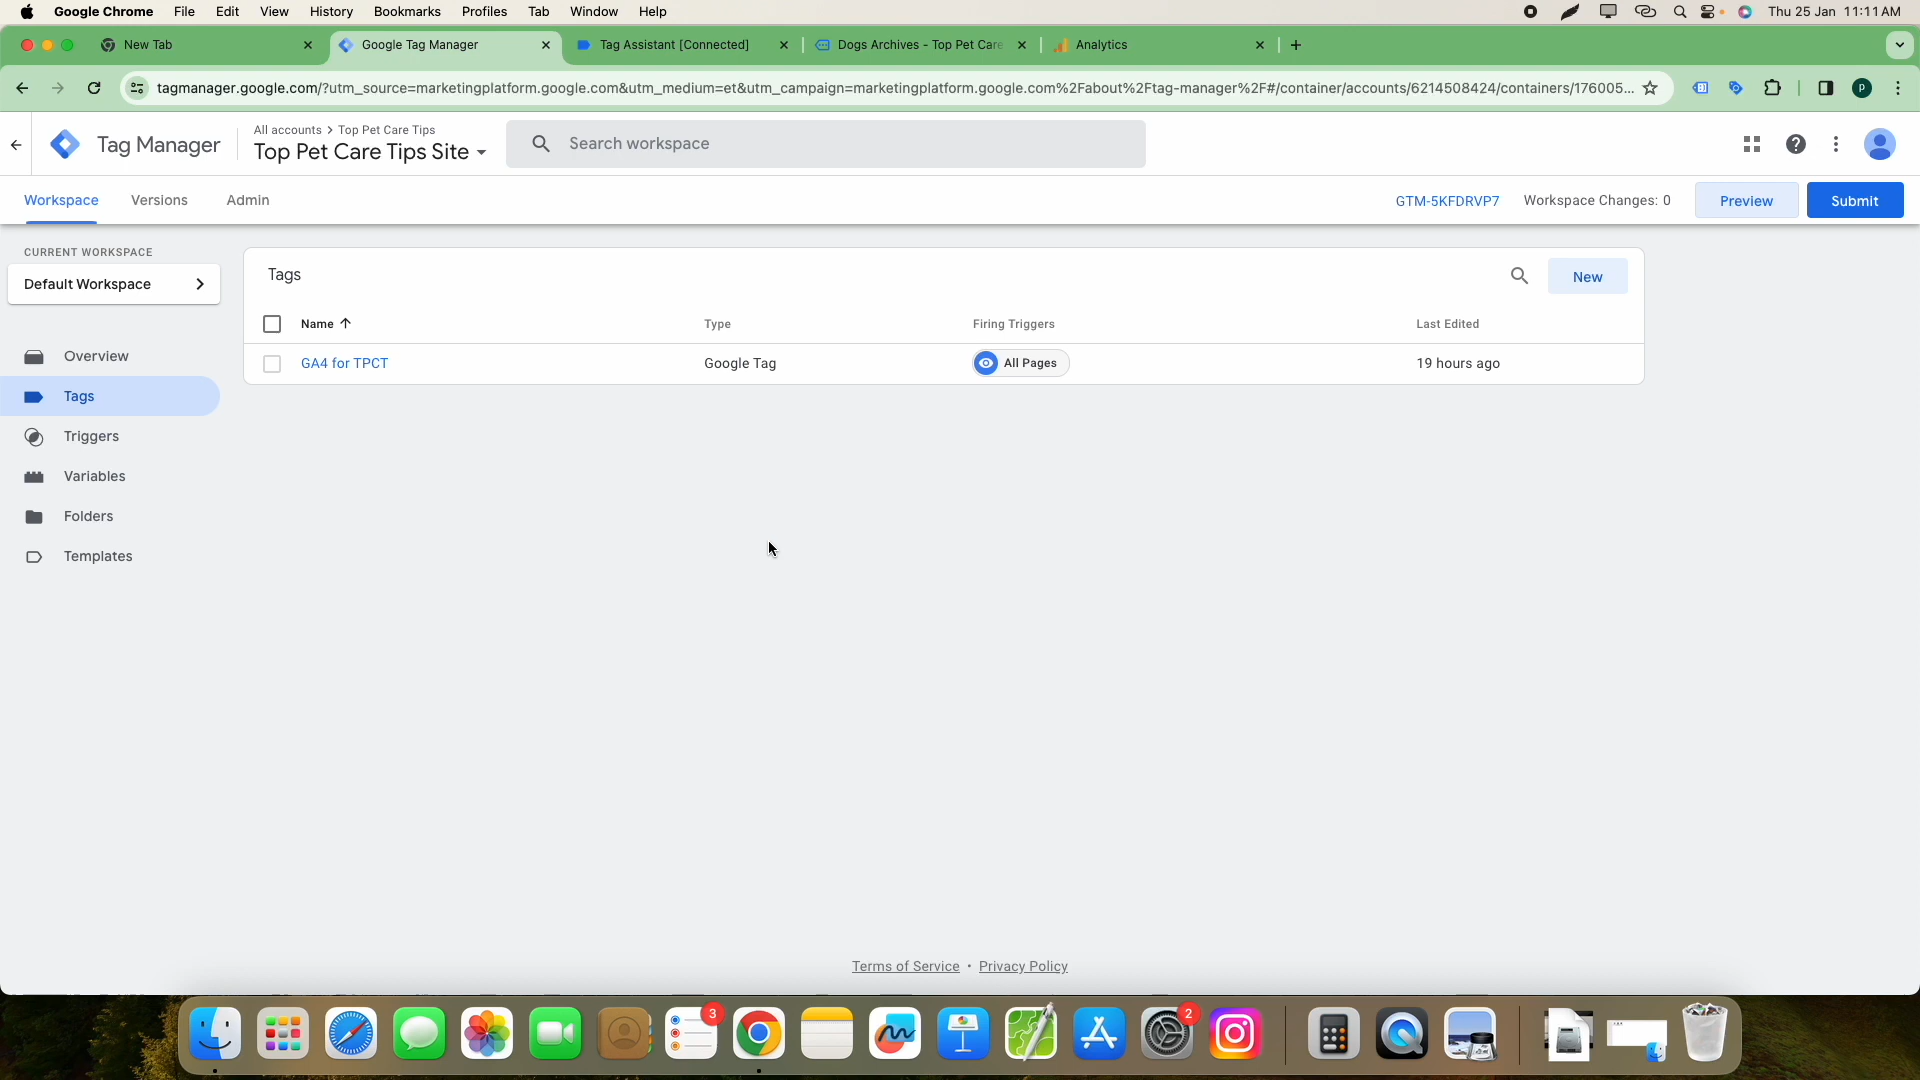 Google Chrome File Edit View History Bookmarks Profiles Tab Window Help Thu 25 Jan 11:11 AM
New Tab Google Tag Manager Tag Assistant [Connected] Dogs Archives - Top Pet Care Analytics
tagmanager.google.com/?utm_source=marketingplatform.google.com&utm_medium=et&utm_campaign=marketingplatform.google.com%2Fabout%2Ftag-manager%2F#/container/accounts/6214508424/containers/176005... P
Tag Manager All accounts > Top Pet Care Tips
Top Pet Care Tips Site Search workspace
Workspace Versions Admin GTM-5KFDRVP7 Workspace Changes: 0 Preview Submit
CURRENT WORKSPACE
Default Workspace
Overview
Tags
Triggers
Variables
Folders
Templates
Tags New
Name Type Firing Triggers Last Edited
GA4 for TPCT Google Tag All Pages 19 hours ago
Terms of Service • Privacy Policy
3 2